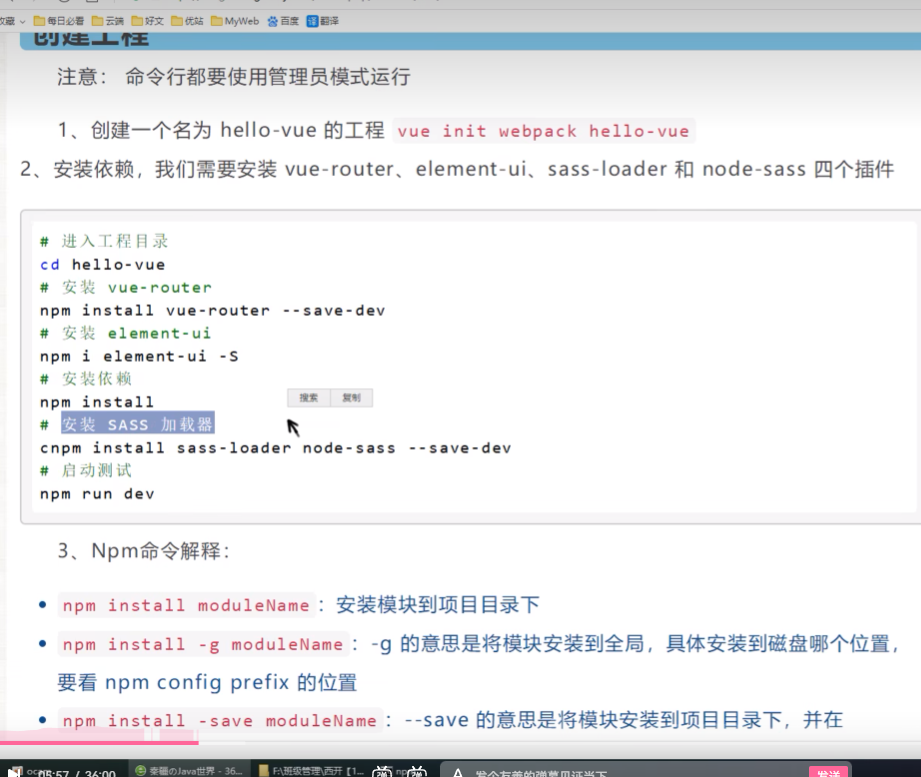 收藏 每日必看 云端 好文 优站 MyWeb 百度 译 翻译
创建工程
注意： 命令行都要使用管理员模式运行
1、创建一个名为 hello-vue 的工程 vue init webpack hello-vue
2、安装依赖，我们需要安装 vue-router、element-ui、sass-loader 和 node-sass 四个插件
# 进入工程目录
cd hello-vue
# 安装 vue-router
npm install vue-router --save-dev
# 安装 element-ui
npm i element-ui -S
# 安装依赖
npm install
搜索 复制
# 安装 SASS 加载器
cnpm install sass-loader node-sass --save-dev
# 启动测试
npm run dev
3、Npm命令解释：
npm install moduleName：安装模块到项目目录下
npm install -g moduleName：-g 的意思是将模块安装到全局，具体安装到磁盘哪个位置，
要看 npm config prefix 的位置
npm install -save moduleName：--save 的意思是将模块安装到项目目录下，并在
05:57 / 36:00 秦疆のJava世界 - 36... F:\班级管理\西开【1... 弹 弹 A 发个友善的弹幕见证当下 发送